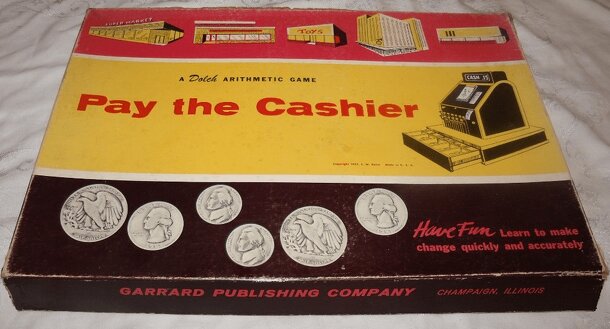 SUPER MARKET
TOYS
A Dolch ARITHMETIC GAME
CASH .15
Pay the Cashier
Have Fun Learn to make
change quickly and accurately
GARRARD PUBLISHING COMPANY CHAMPAIGN, ILLINOIS